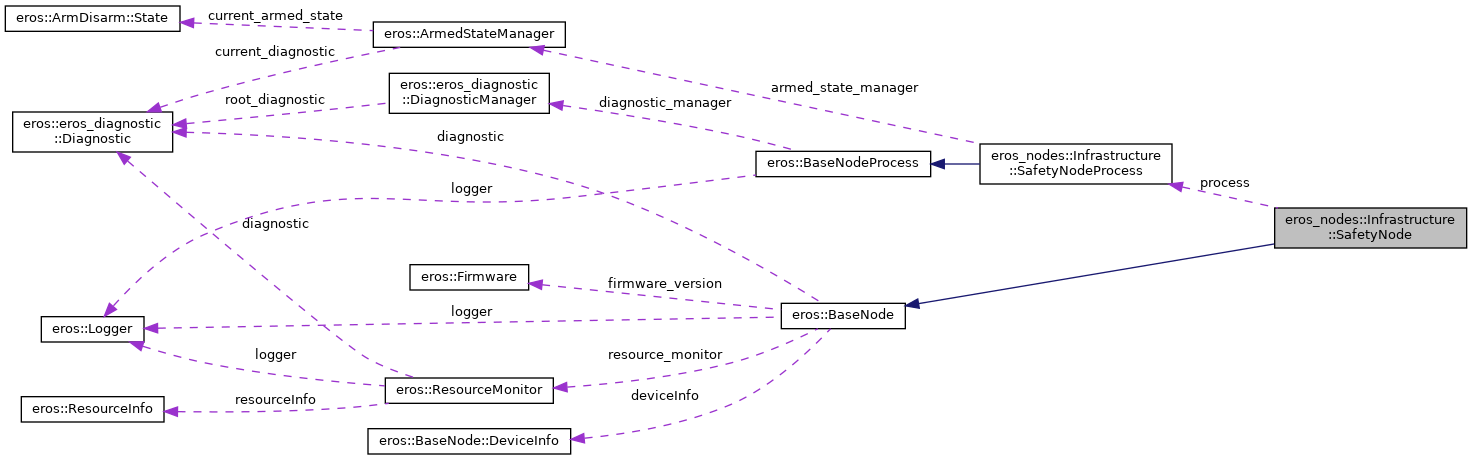 eros::ArmDisarm::State
current_armed_state
eros::ArmedStateManager
current_diagnostic
eros::eros_diagnostic
::DiagnosticManager
root_diagnostic
armed_state_manager
diagnostic_manager
eros::eros_diagnostic
::Diagnostic
diagnostic
eros::BaseNodeProcess
eros_nodes::Infrastructure
::SafetyNodeProcess
process
logger
eros_nodes::Infrastructure
::SafetyNode
diagnostic
eros::Firmware
firmware_version
eros::BaseNode
logger
eros::Logger
logger
resource_monitor
eros::ResourceMonitor
deviceInfo
resourceInfo
eros::ResourceInfo
eros::BaseNode::DeviceInfo